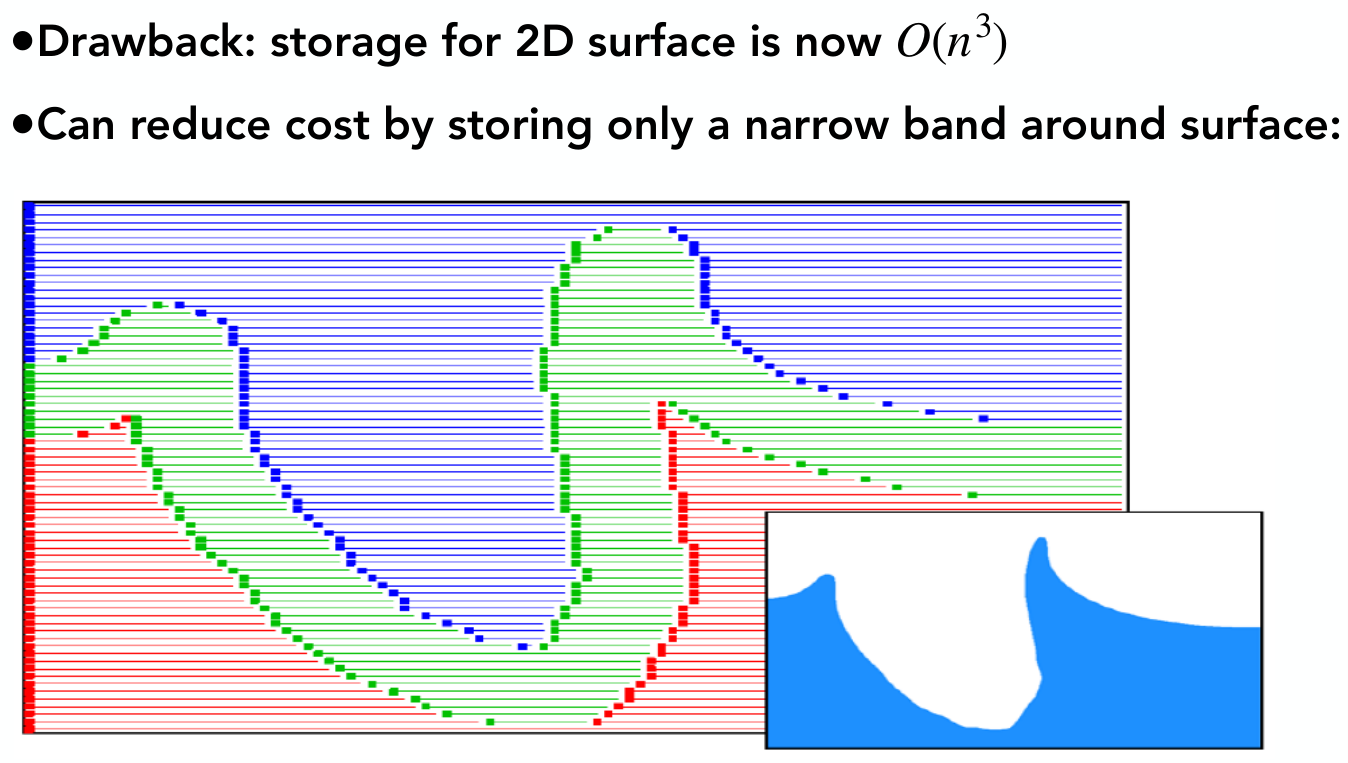 •Drawback: storage for 2D surface is now O(n³)
•Can reduce cost by storing only a narrow band around surface: